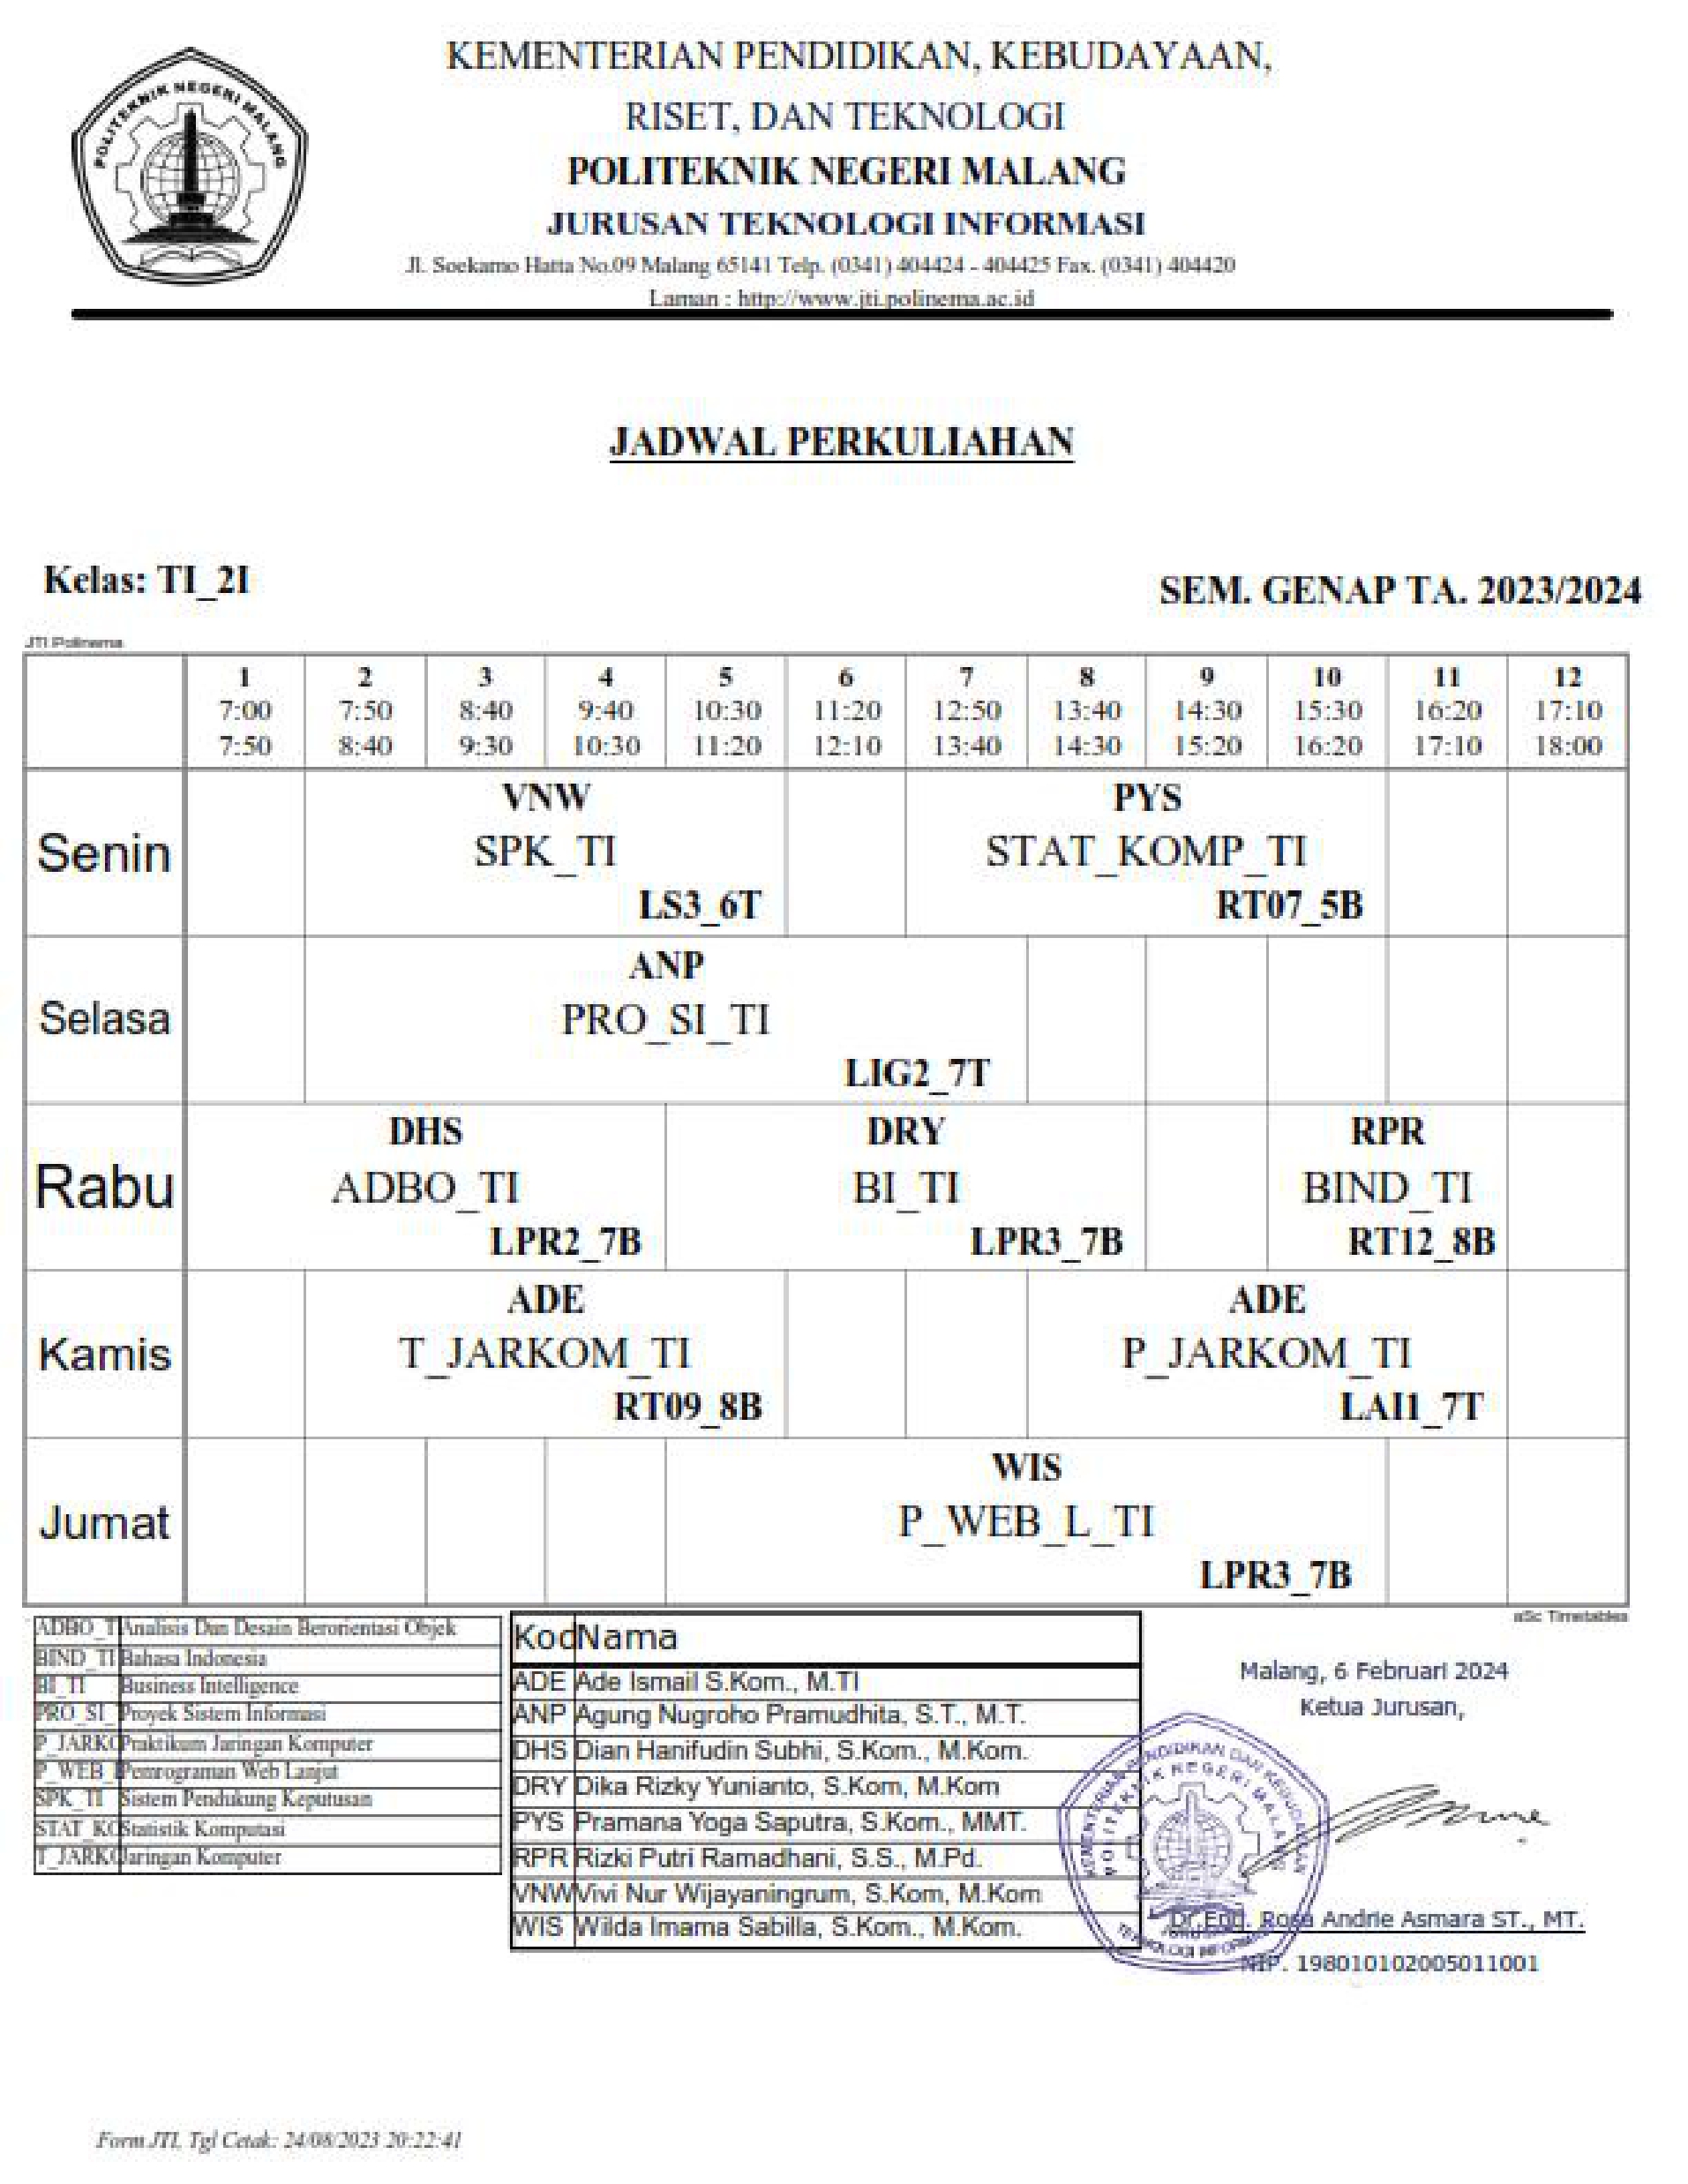 POLITEKNIK NEGERI MALANG
KEMENTERIAN PENDIDIKAN, KEBUDAYAAN,
RISET, DAN TEKNOLOGI
POLITEKNIK NEGERI MALANG
JURUSAN TEKNOLOGI INFORMASI
Jl. Soekarno Hatta No.09 Malang 65141 Telp. (0341) 404424 - 404425 Fax. (0341) 404420
Laman : http://www.jti.polinema.ac.id
JADWAL PERKULIAHAN
Kelas: TI_2I
SEM. GENAP TA. 2023/2024
JTI Polinema
1 2 3 4 5 6 7 8 9 10 11 12
7:00 7:50 8:40 9:40 10:30 11:20 12:50 13:40 14:30 15:30 16:20 17:10
7:50 8:40 9:30 10:30 11:20 12:10 13:40 14:30 15:20 16:20 17:10 18:00
Senin
VNW
SPK_TI
LS3_6T
PYS
STAT_KOMP_TI
RT07_5B
Selasa
ANP
PRO_SI_TI
LIG2_7T
Rabu
DHS
ADBO_TI
LPR2_7B
DRY
BI_TI
LPR3_7B
RPR
BIND_TI
RT12_8B
Kamis
ADE
T_JARKOM_TI
RT09_8B
ADE
P_JARKOM_TI
LAI1_7T
Jumat
WIS
P_WEB_L_TI
LPR3_7B
aSc Timetables
ADBO_T Analisis Dan Desain Berorientasi Objek
BIND_TI Bahasa Indonesia
BI_TI Business Intelligence
PRO_SI_ Proyek Sistem Informasi
P_JARKO Praktikum Jaringan Komputer
P_WEB_ Pemrograman Web Lanjut
SPK_TI Sistem Pendukung Keputusan
STAT_KO Statistik Komputasi
T_JARKO Jaringan Komputer
Kod Nama
ADE Ade Ismail S.Kom., M.TI
ANP Agung Nugroho Pramudhita, S.T., M.T.
DHS Dian Hanifudin Subhi, S.Kom., M.Kom.
DRY Dika Rizky Yunianto, S.Kom, M.Kom
PYS Pramana Yoga Saputra, S.Kom., MMT.
RPR Rizki Putri Ramadhani, S.S., M.Pd.
VNW Vivi Nur Wijayaningrum, S.Kom, M.Kom
WIS Wilda Imama Sabilla, S.Kom., M.Kom.
Malang, 6 Februari 2024
Ketua Jurusan,
KEMENTERIAN PENDIDIKAN DAN KEBUDAYAAN
POLITEKNIK NEGERI MALANG
JURUSAN
TEKNOLOGI INFORMASI
Dr.Eng. Rosa Andrie Asmara ST., MT.
NIP. 198010102005011001
Form JTI, Tgl Cetak: 24/08/2023 20:22:41